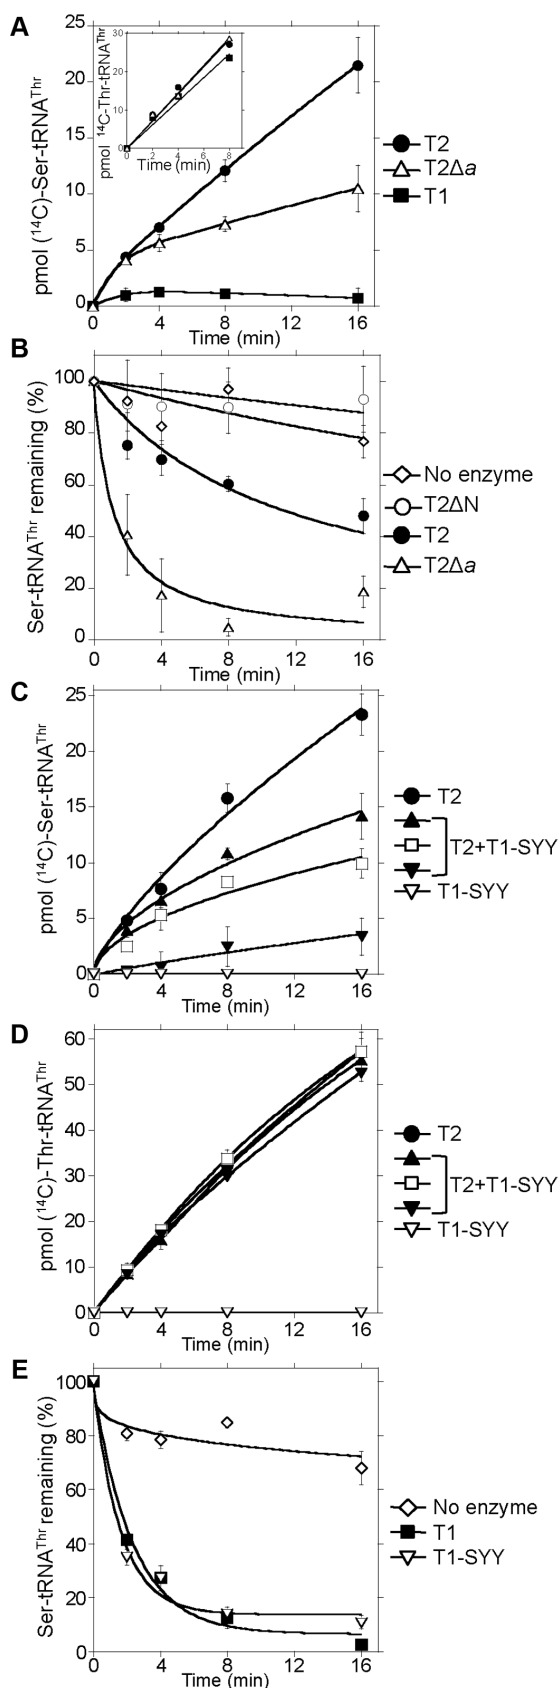 A
25
20
15
10
5
0
pmol (¹⁴C)-Ser-tRNAᵀʰʳ
0 4 8 12 16
Time (min)
30
20
10
0
pmol ¹⁴C-Thr-tRNAᵀʰʳ
0 2 4 6 8
Time (min)
T2
T2Δa
T1
B
100
80
60
40
20
0
Ser-tRNAᵀʰʳ remaining (%)
0 4 8 12 16
Time (min)
No enzyme
T2ΔN
T2
T2Δa
C
25
20
15
10
5
0
pmol (¹⁴C)-Ser-tRNAᵀʰʳ
0 4 8 12 16
Time (min)
T2
T2+T1-SYY
T1-SYY
D
60
50
40
30
20
10
0
pmol (¹⁴C)-Thr-tRNAᵀʰʳ
0 4 8 12 16
Time (min)
T2
T2+T1-SYY
T1-SYY
E
100
80
60
40
20
0
Ser-tRNAᵀʰʳ remaining (%)
0 4 8 12 16
Time (min)
No enzyme
T1
T1-SYY